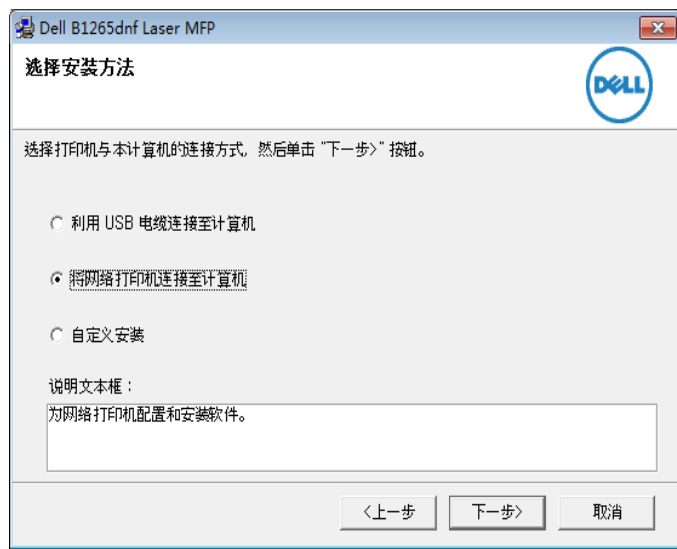 Dell B1265dnf Laser MFP
选择安装方法
DELL
选择打印机与本计算机的连接方式，然后单击 "下一步>" 按钮。
利用 USB 电缆连接至计算机
将网络打印机连接至计算机
自定义安装
说明文本框：
为网络打印机配置和安装软件。
<上一步 下一步> 取消